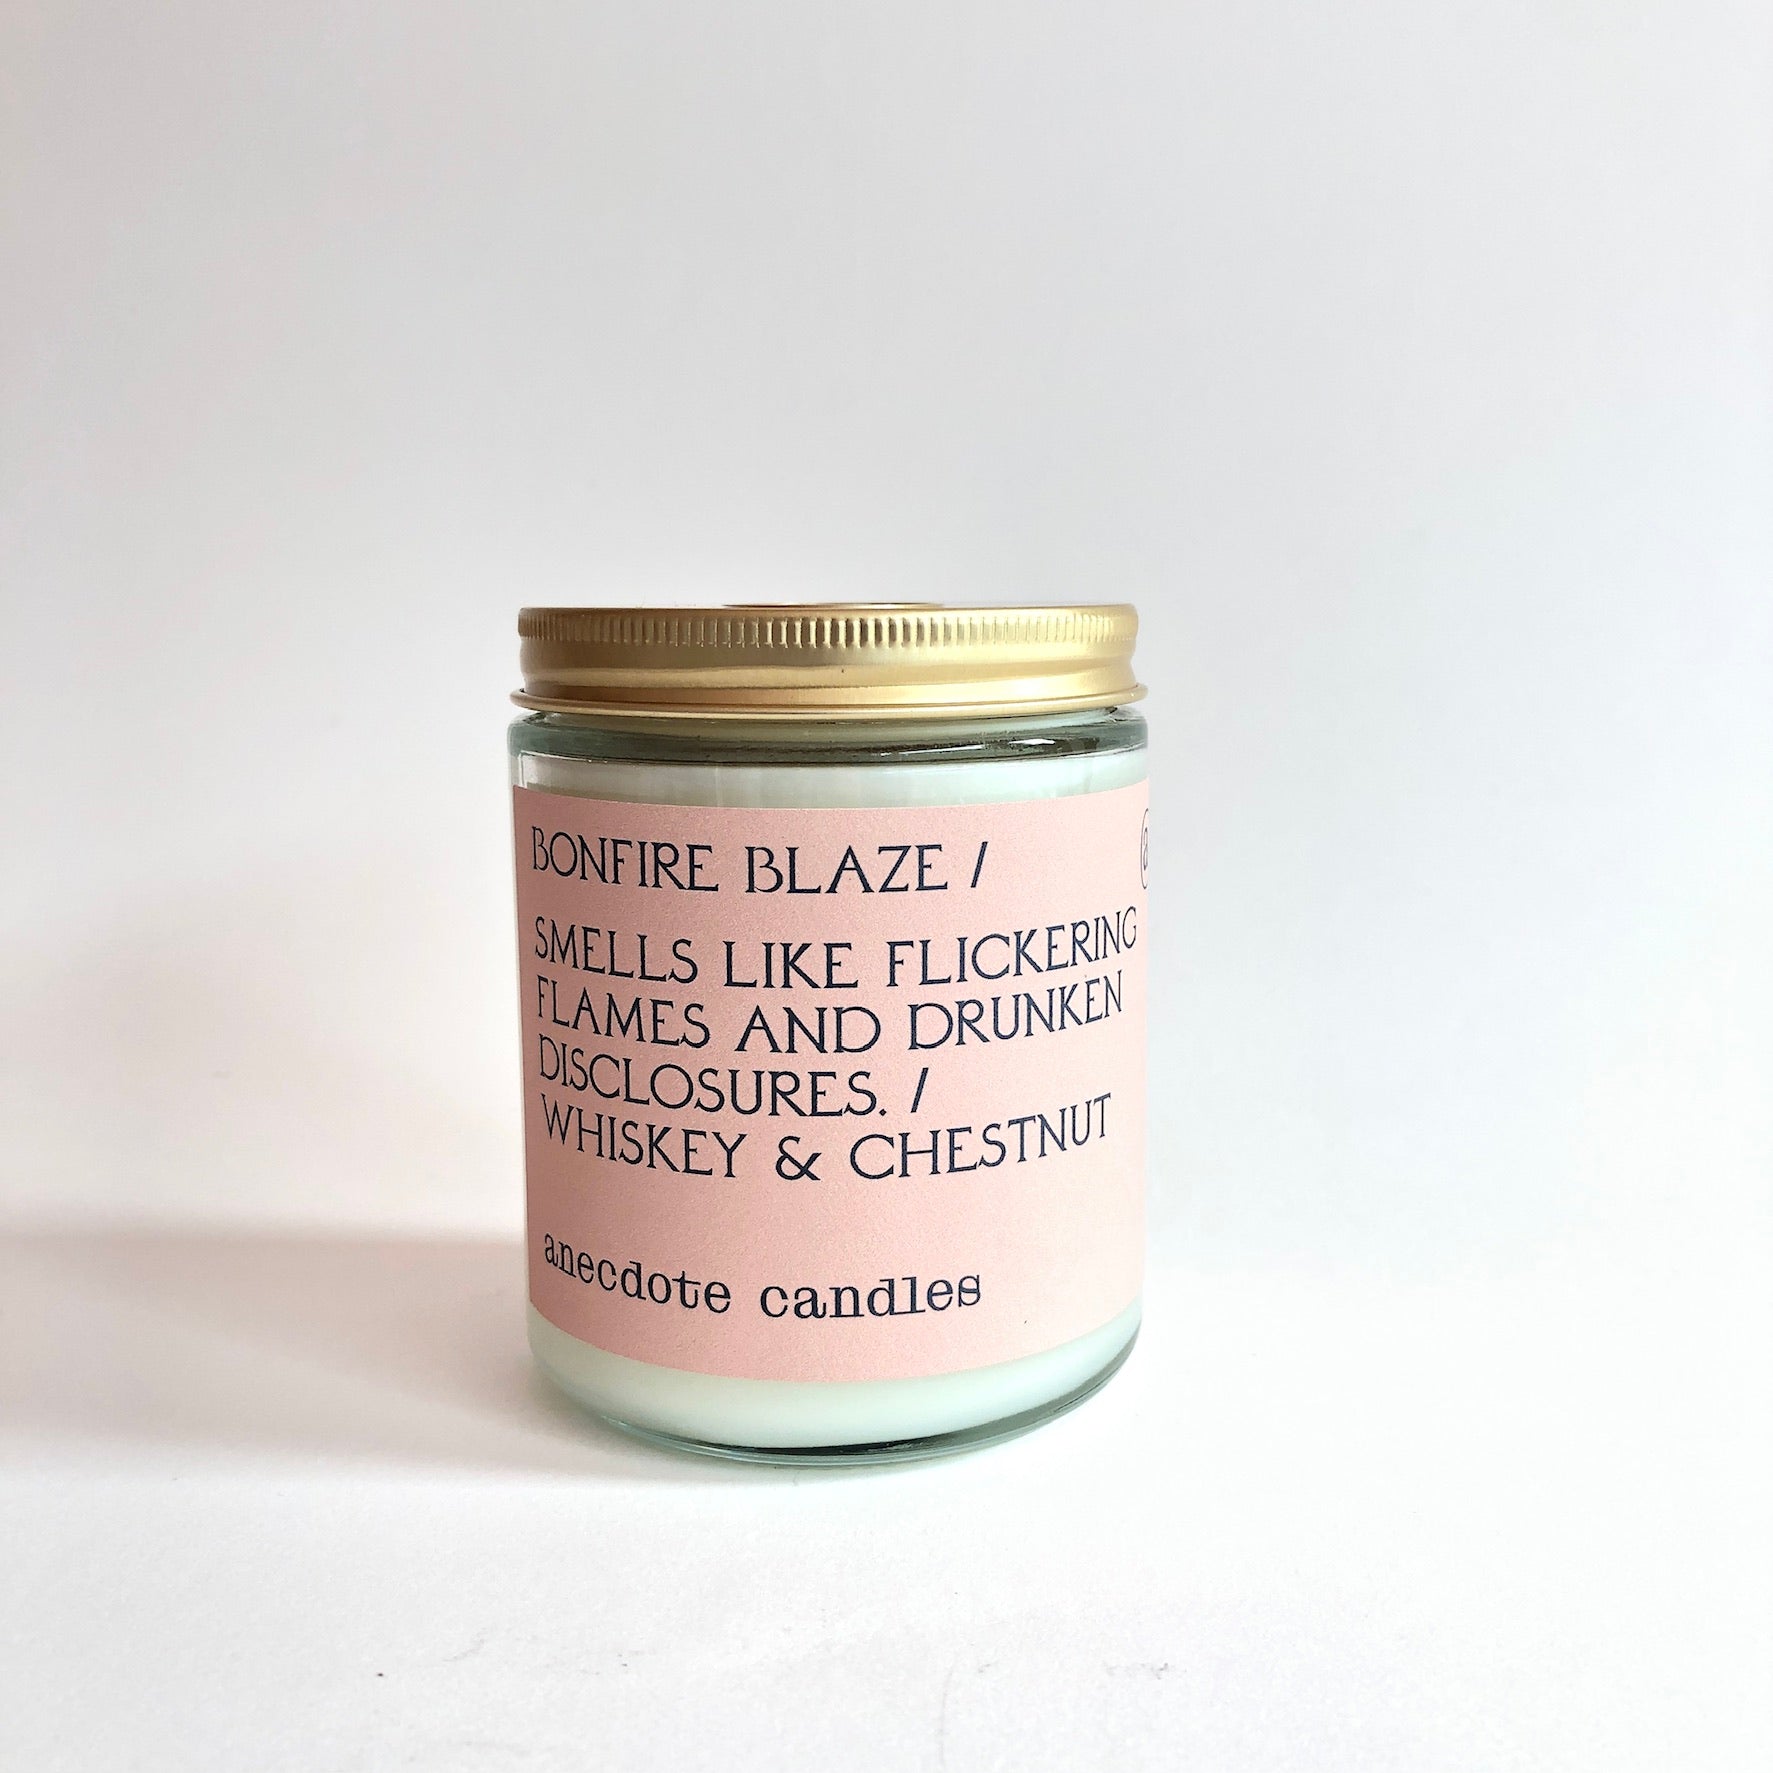 BONFIRE BLAZE /
SMELLS LIKE FLICKERING
FLAMES AND DRUNKEN
DISCLOSURES. /
WHISKEY & CHESTNUT
anecdote candles